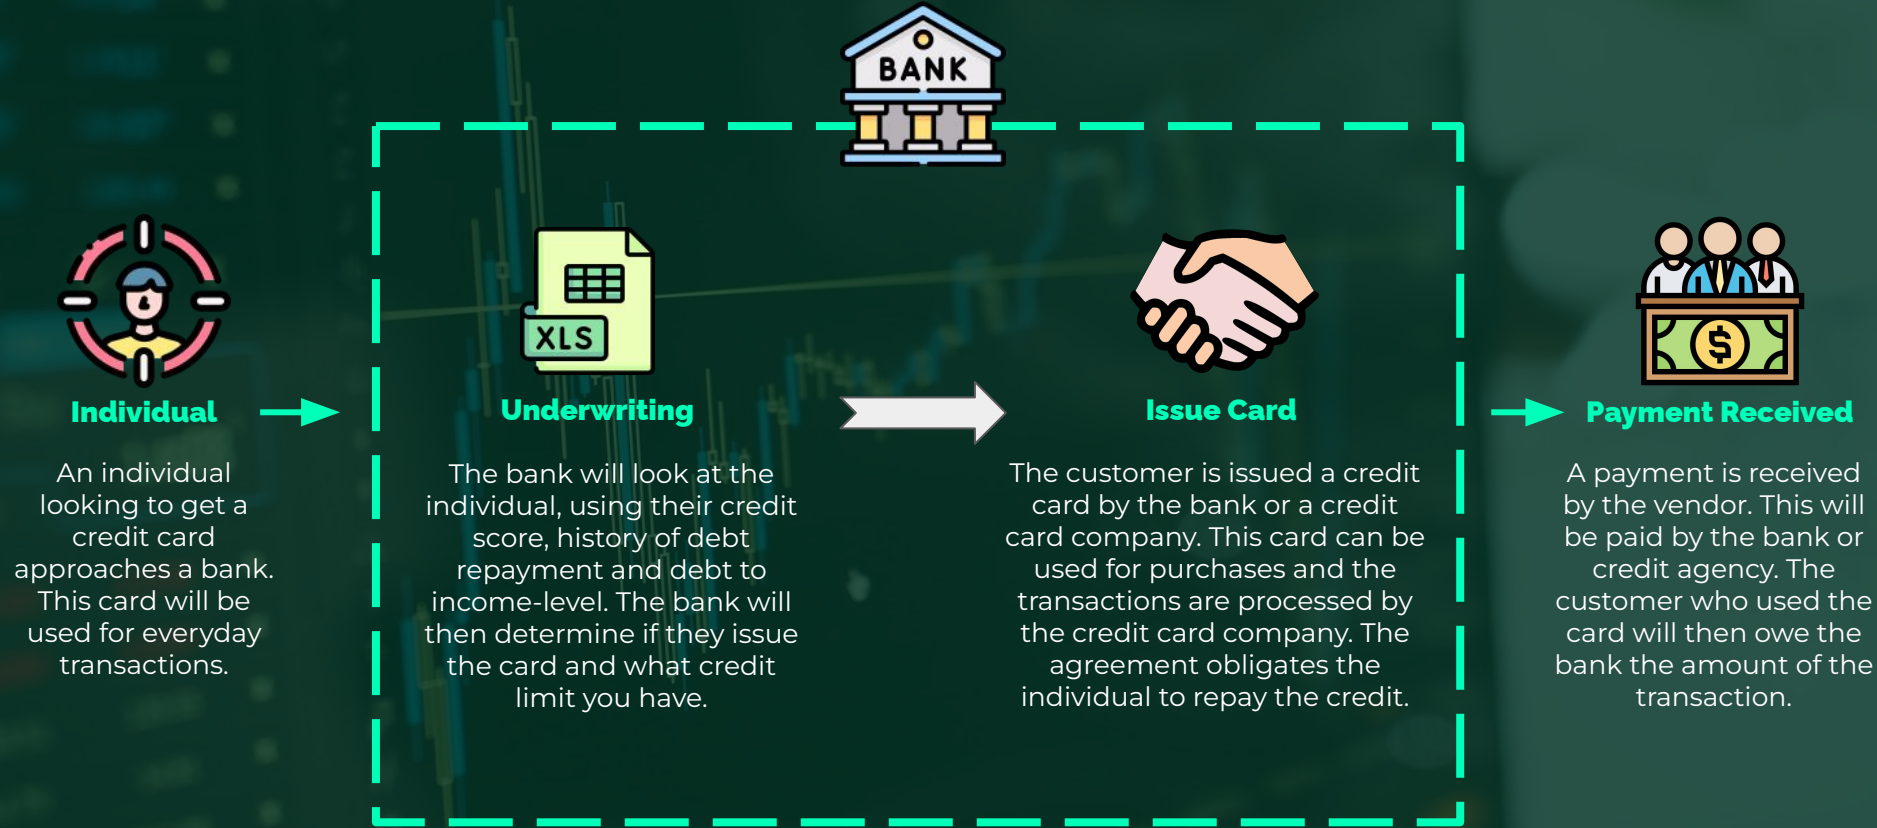 BANK
XLS
Individual
An individual
looking to get a
credit card
approaches a bank.
This card will be
used for everyday
transactions.
Underwriting
The bank will look at the
individual, using their credit
score, history of debt
repayment and debt to
income-level. The bank will
then determine if they issue
the card and what credit
limit you have.
Issue Card
The customer is issued a credit
card by the bank or a credit
card company. This card can be
used for purchases and the
transactions are processed by
the credit card company. The
agreement obligates the
individual to repay the credit.
$
Payment Received
A payment is received
by the vendor. This will
be paid by the bank or
credit agency. The
customer who used the
card will then owe the
bank the amount of the
transaction.